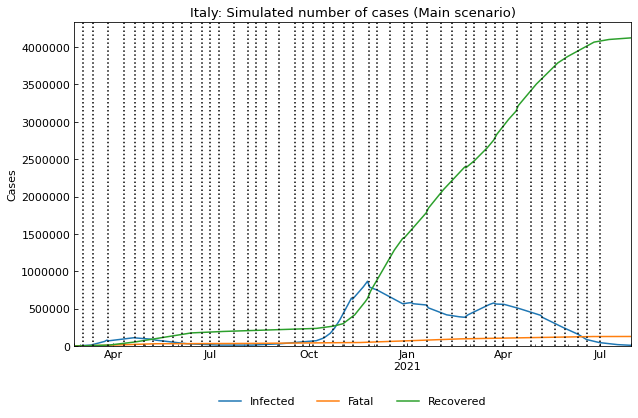 Italy: Simulated number of cases (Main scenario)
4000000
3500000
3000000
2500000
2000000
1500000
1000000
500000
0
Cases
Apr
Jul
Oct
Jan
2021
Apr
Jul
Infected
Fatal
Recovered